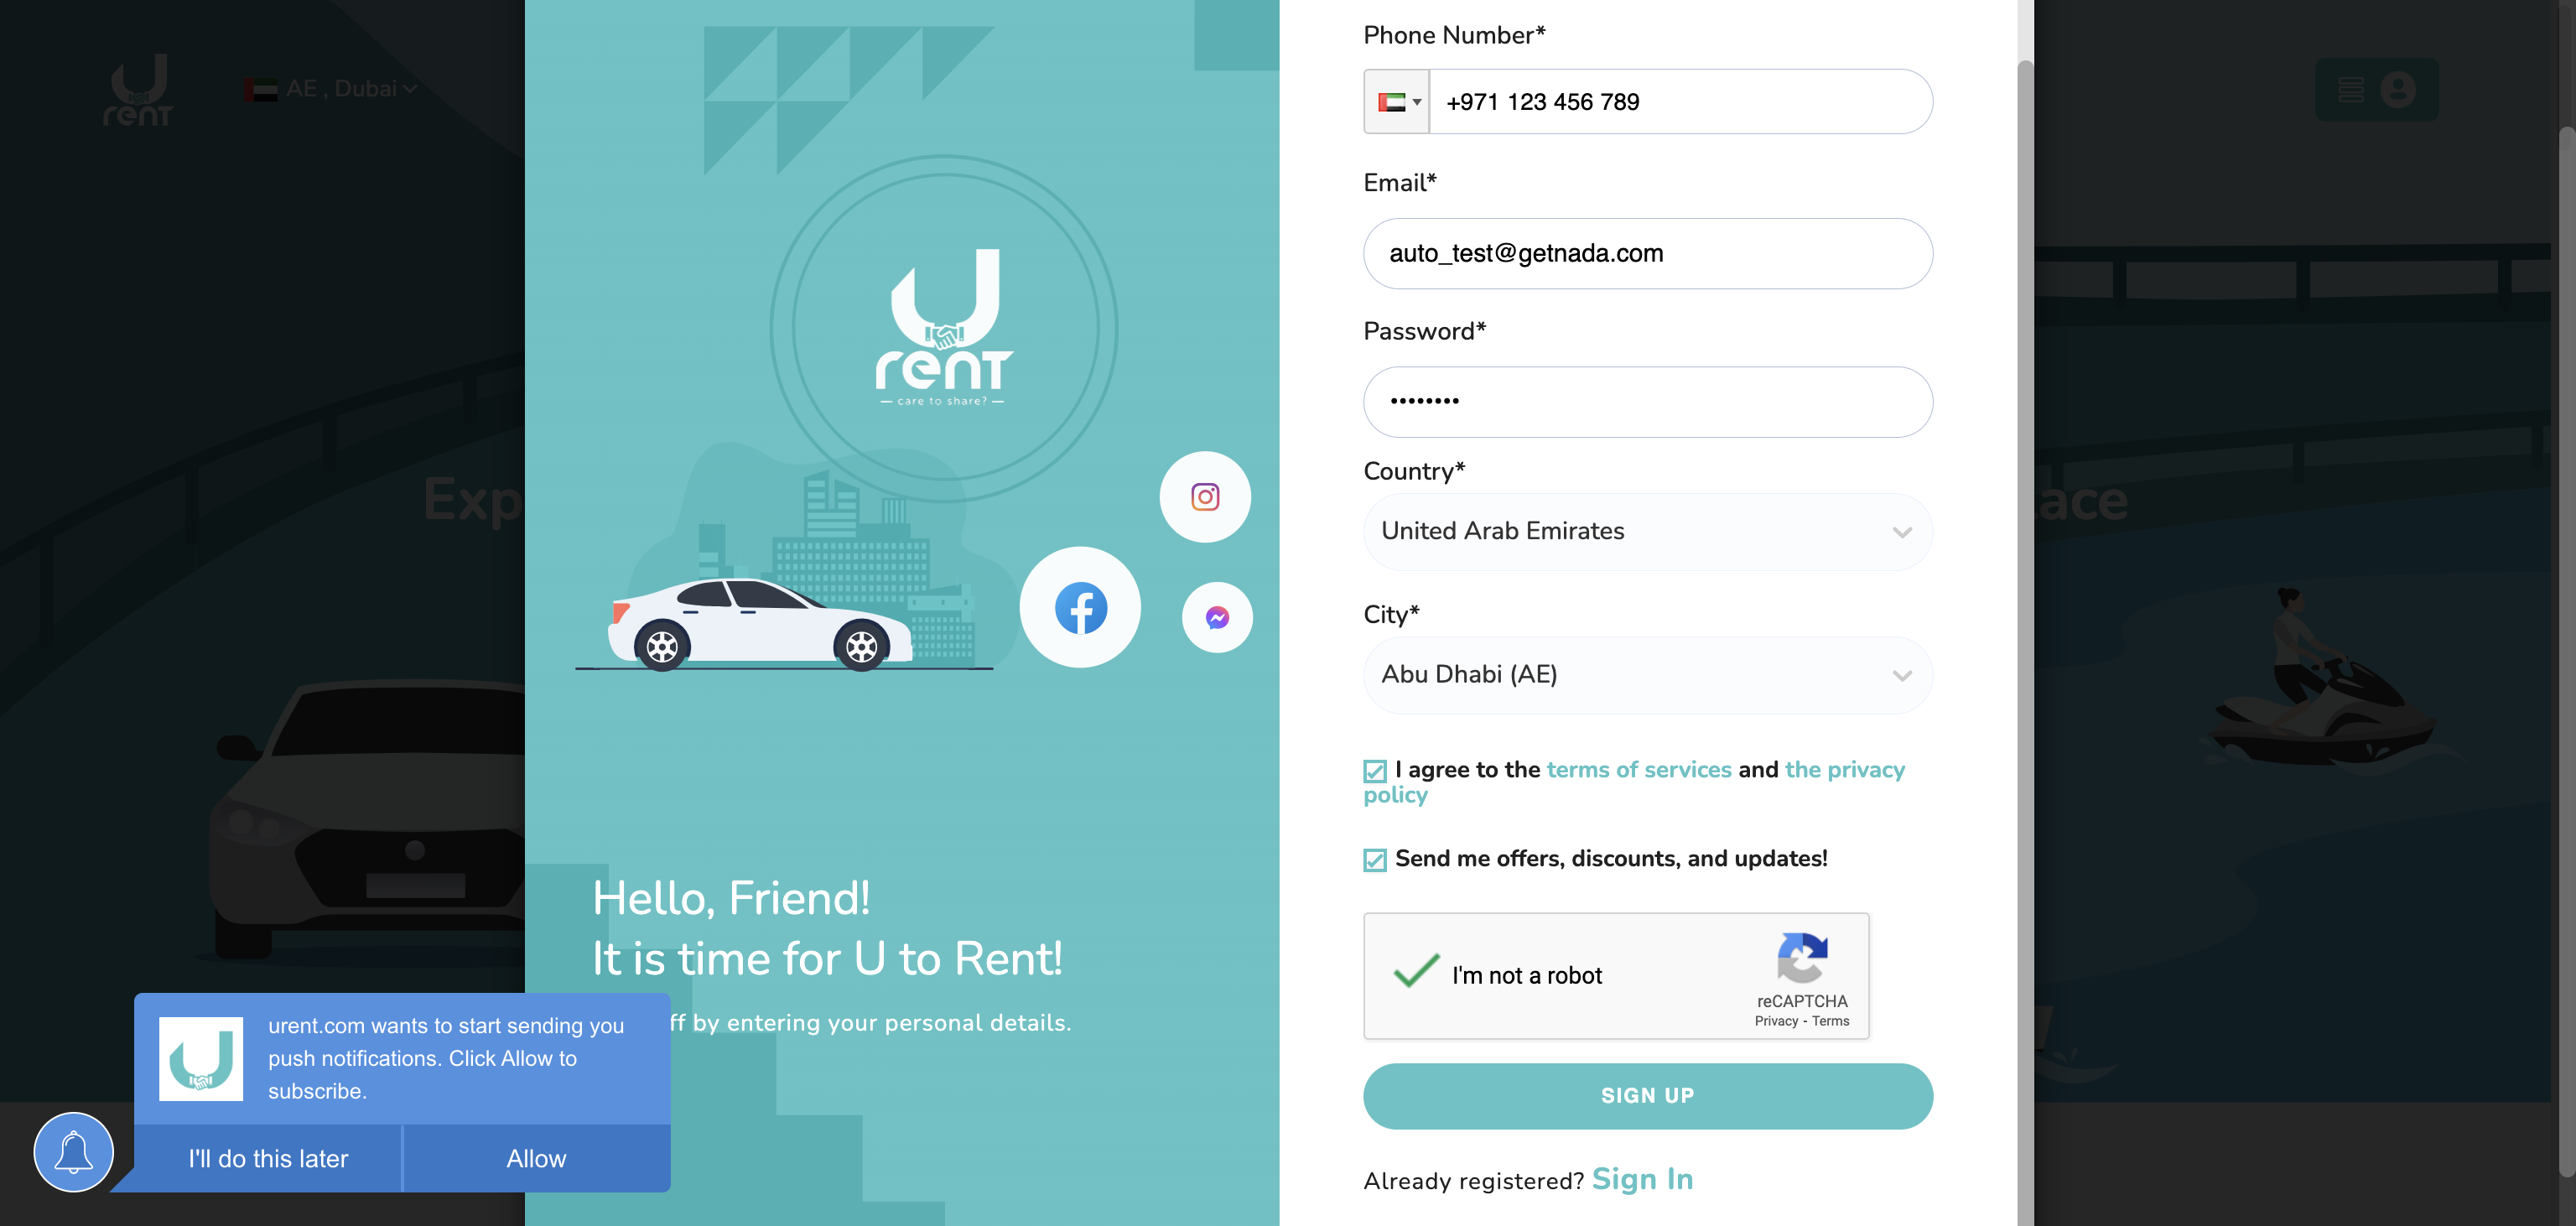 U
rent
AE , Dubai
Exp
lace
U
rent
— care to share? —
Hello, Friend!
It is time for U to Rent!
ff by entering your personal details.
Phone Number*
+971 123 456 789
Email*
auto_test@getnada.com
Password*
••••••••
Country*
United Arab Emirates
City*
Abu Dhabi (AE)
I agree to the terms of services and the privacy
policy
Send me offers, discounts, and updates!
I'm not a robot
reCAPTCHA
Privacy - Terms
SIGN UP
Already registered? Sign In
urent.com wants to start sending you
push notifications. Click Allow to
subscribe.
I'll do this later
Allow